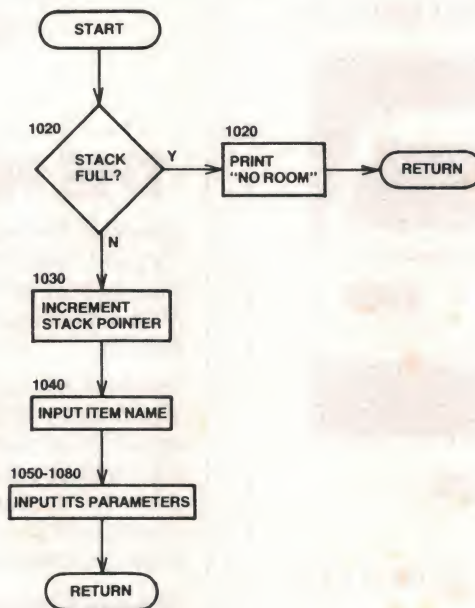 START
1020
STACK
FULL?
Y
1020
PRINT
"NO ROOM"
RETURN
N
1030
INCREMENT
STACK POINTER
1040
INPUT ITEM NAME
1050-1080
INPUT ITS PARAMETERS
RETURN